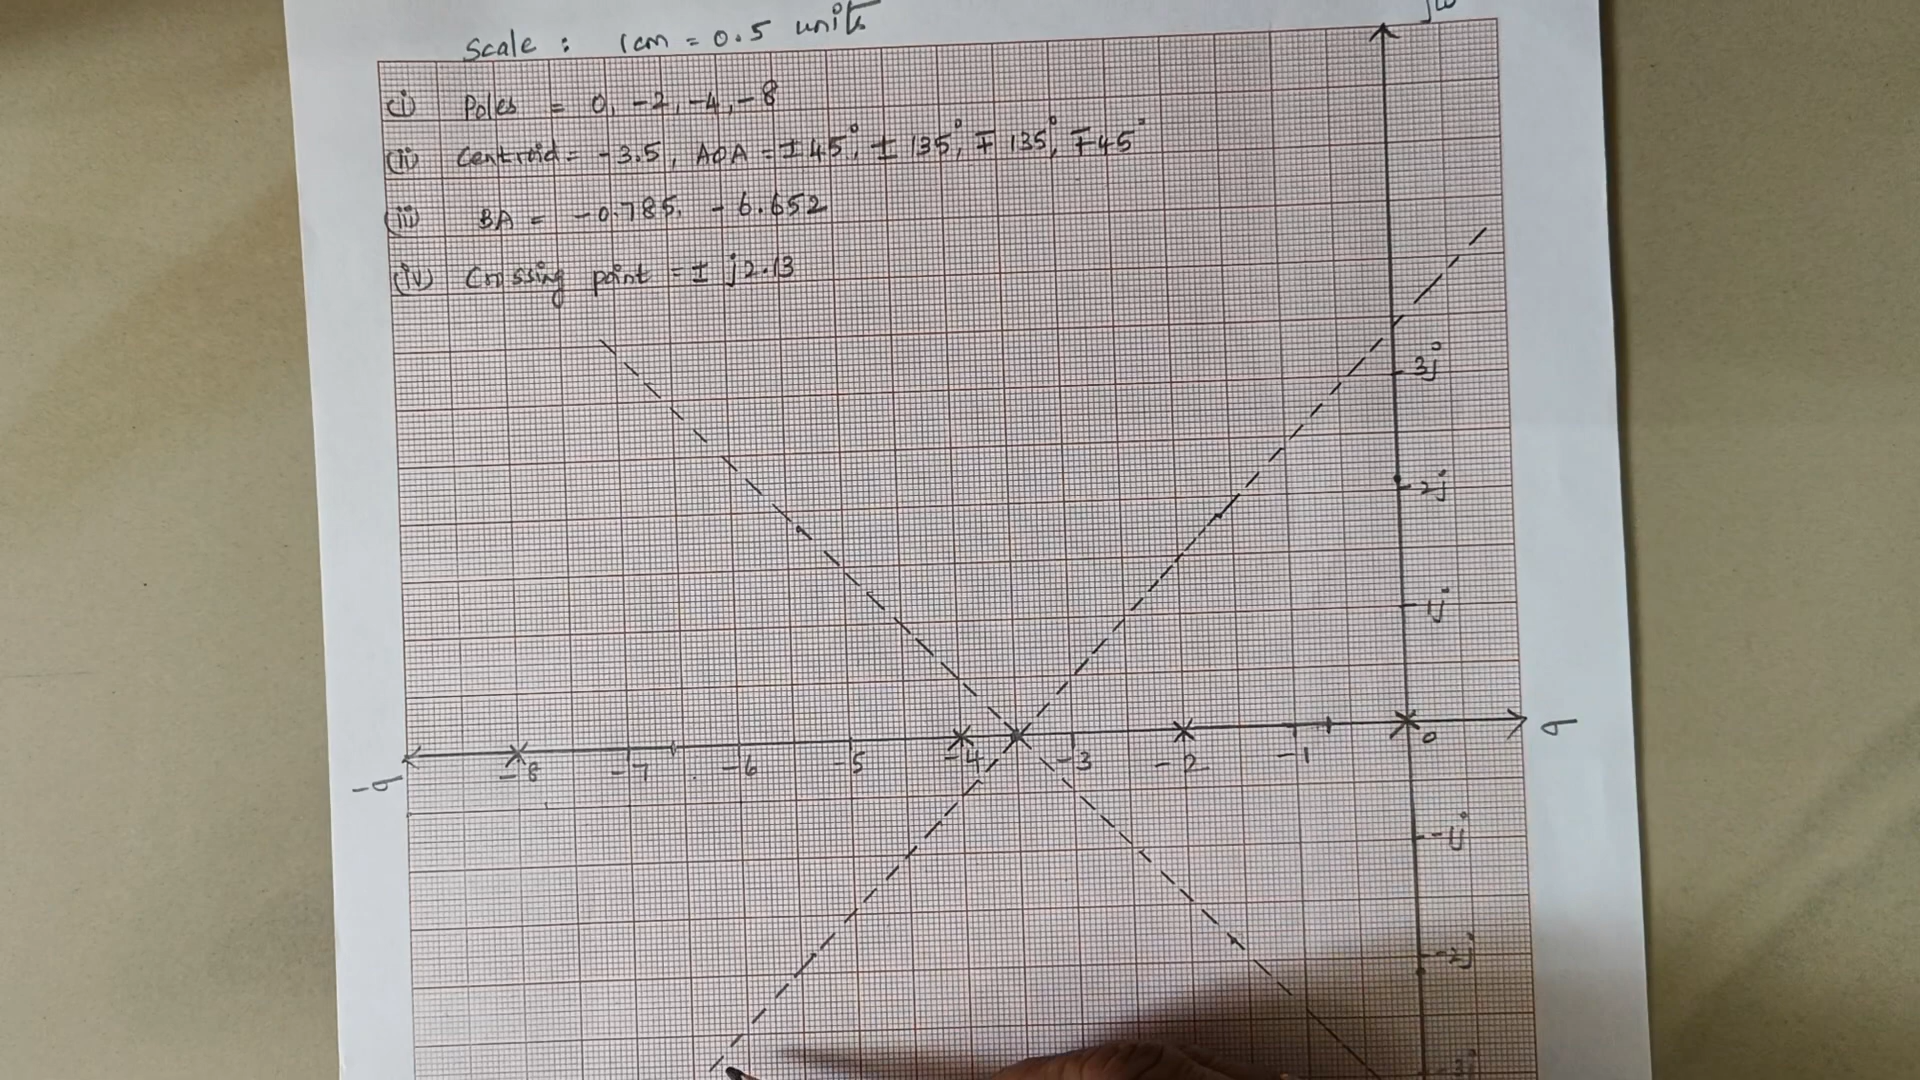 jω
Scale : 1cm = 0.5 units
(i) Poles = 0, -2, -4, -8
(ii) Centroid = -3.5, AOA = ±45°, ±135°, ∓135°, ∓45°
(iii) BA = -0.785, -6.652
(iv) Crossing point = ± j2.13
3j
2j
1j
-σ -8 -7 -6 -5 -4 -3 -2 -1 0 σ
-1j
-2j
-3j